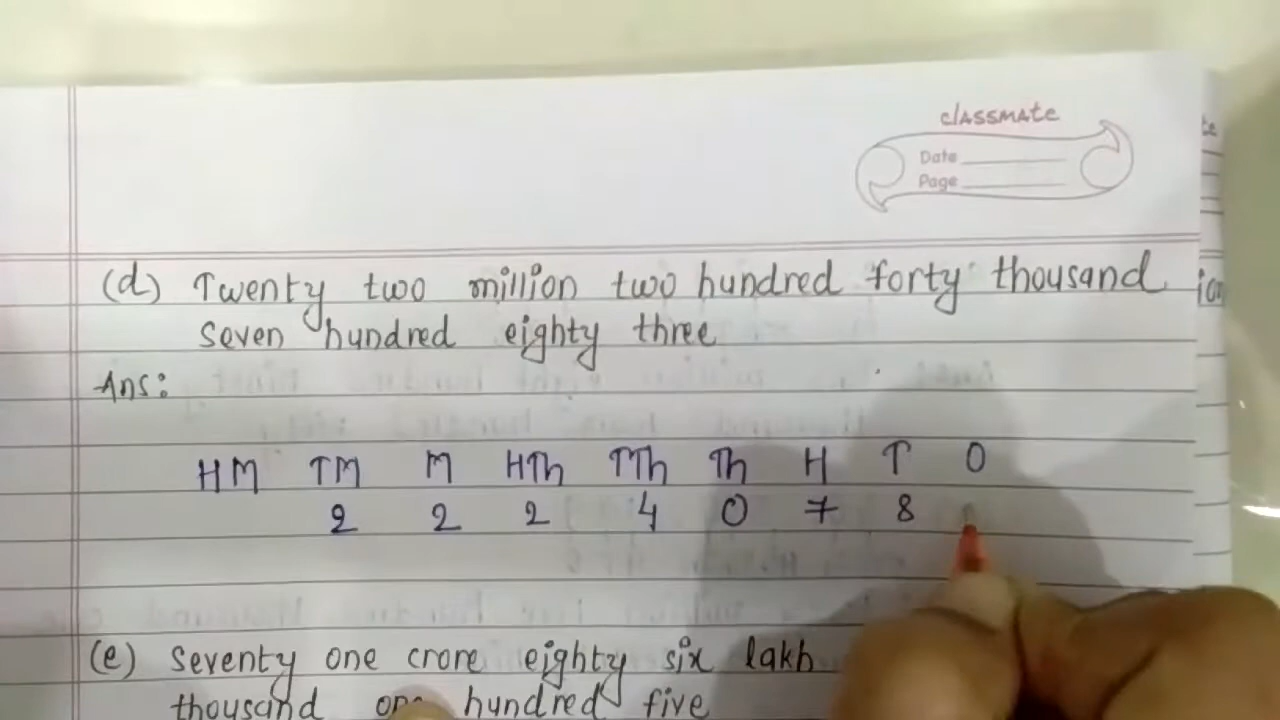 classmate
Date
Page
(d) Twenty two million two hundred forty thousand
seven hundred eighty three
Ans:
HM TM M HTh TTh Th H T O
2 2 2 4 0 7 8
(e) Seventy one crore eighty six lakh
thousand one hundred five